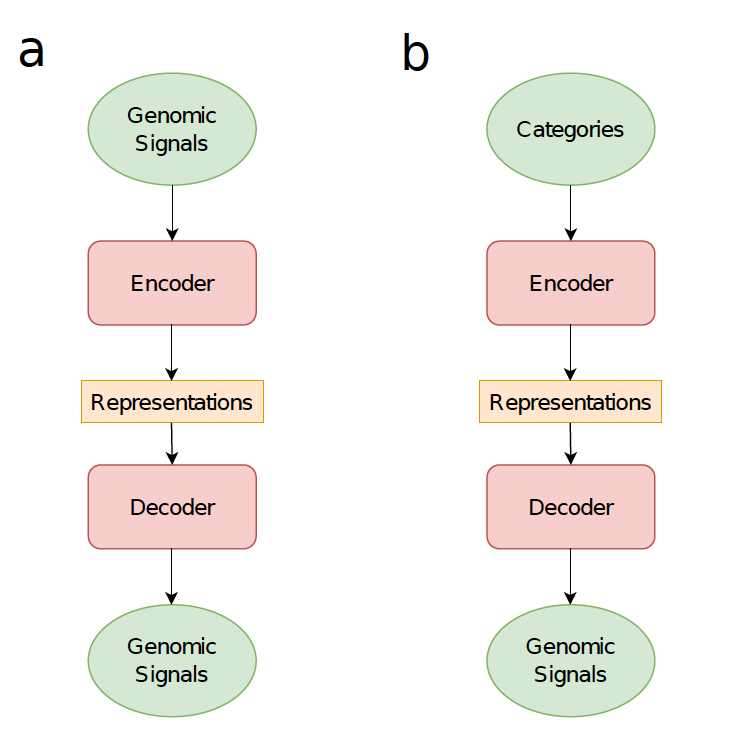 a
Genomic
Signals
Encoder
Representations
Decoder
Genomic
Signals
b
Categories
Encoder
Representations
Decoder
Genomic
Signals